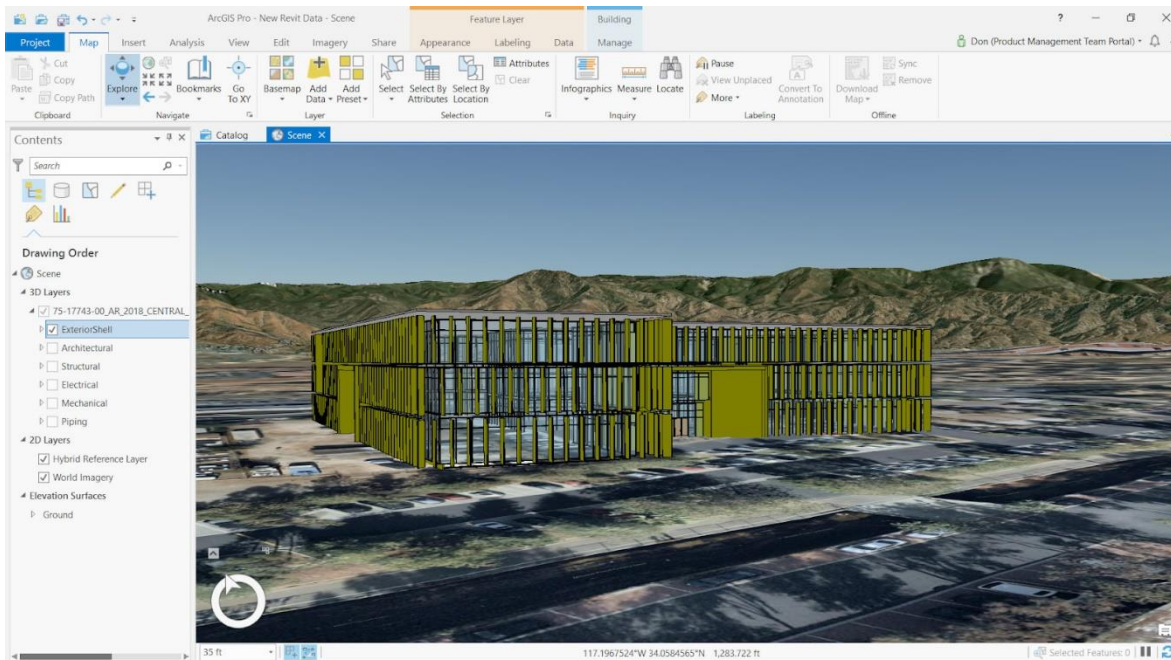 ArcGIS Pro - New Revit Data - Scene
Feature Layer
Building
?
Project Map Insert Analysis View Edit Imagery Share Appearance Labeling Data Manage
Don (Product Management Team Portal)
Paste
Cut
Copy
Copy Path
Clipboard
Explore
Bookmarks
Go To XY
Navigate
Basemap
Add Data
Add Preset
Layer
Select
Select By Attributes
Select By Location
Attributes
Clear
Selection
Infographics
Measure
Locate
Inquiry
Pause
View Unplaced
More
Convert To Annotation
Labeling
Download Map
Sync
Remove
Offline
Contents
Search
Drawing Order
Scene
3D Layers
75-17743-00_AR_2018_CENTRAL_
ExteriorShell
Architectural
Structural
Electrical
Mechanical
Piping
2D Layers
Hybrid Reference Layer
World Imagery
Elevation Surfaces
Ground
Catalog
Scene
35 ft
117.1967524°W 34.0584565°N 1,283.722 ft
Selected Features: 0